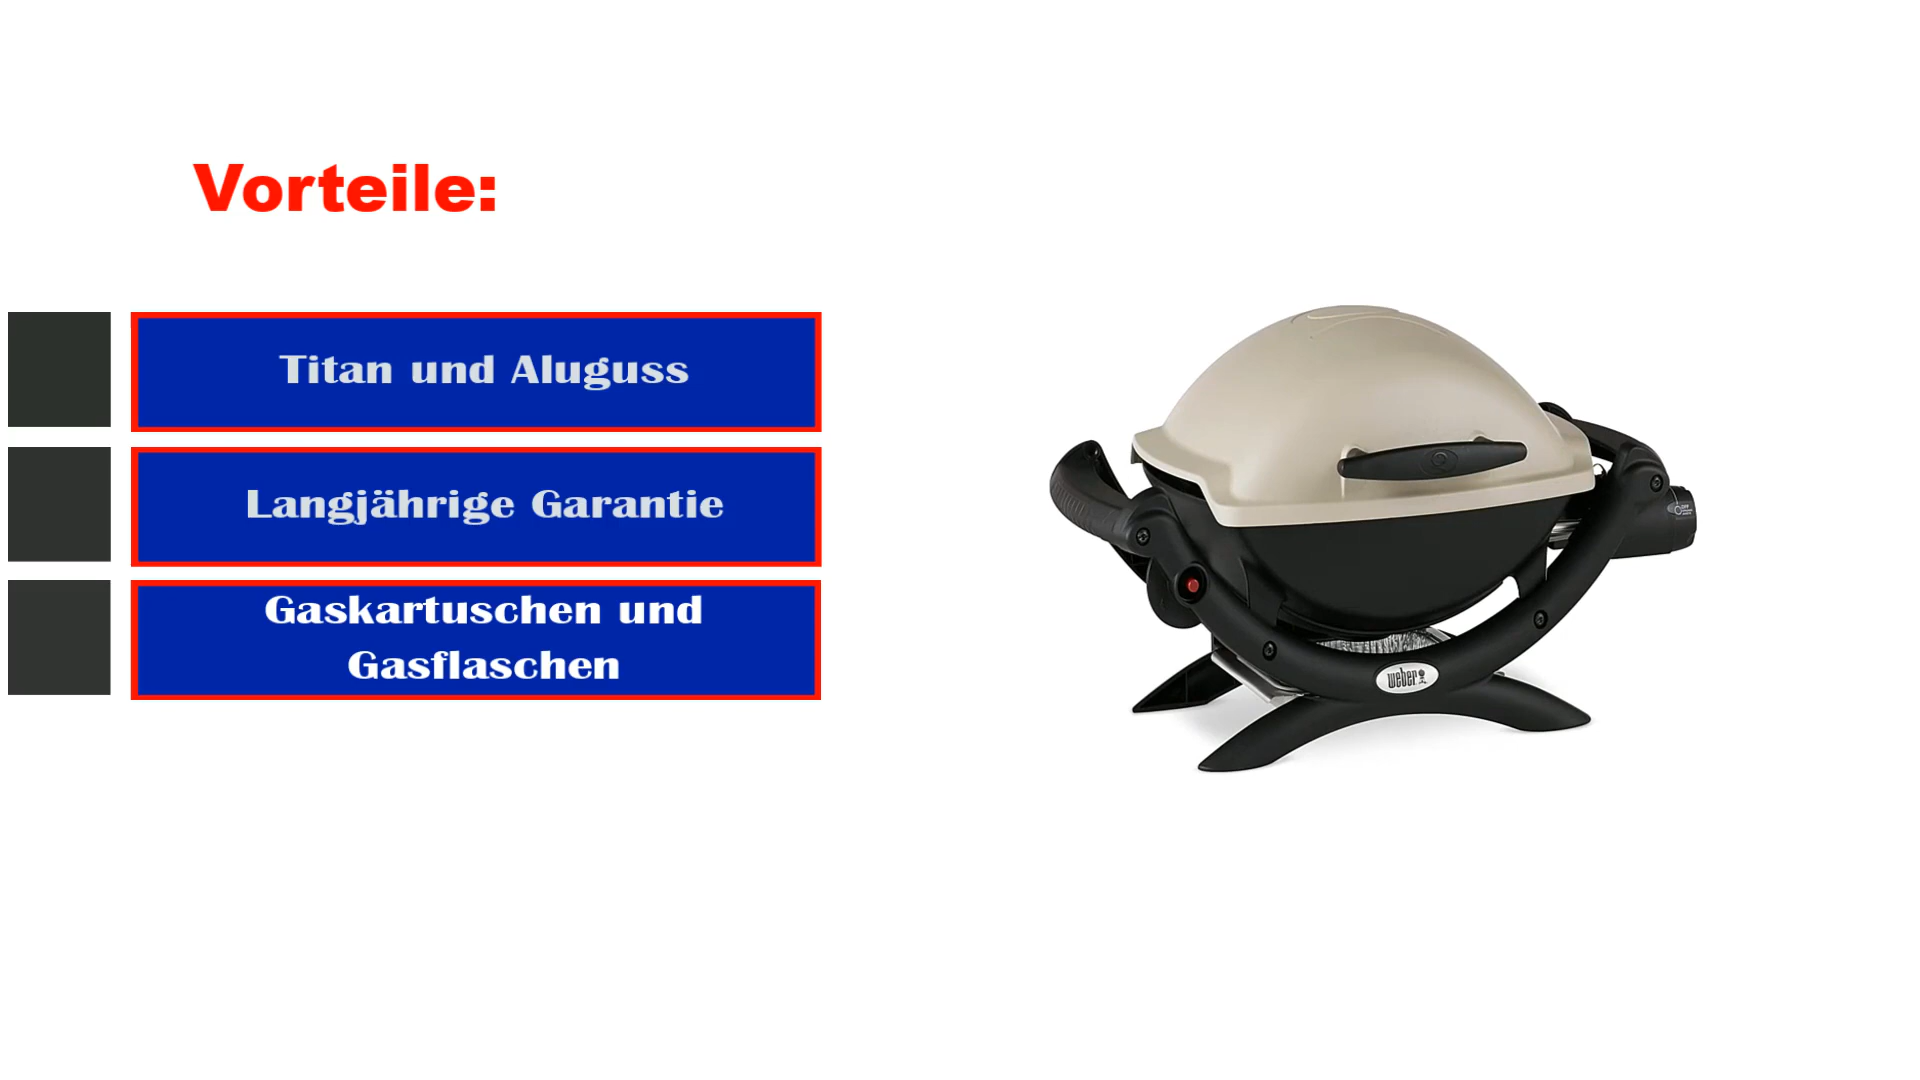 Vorteile:
Titan und Aluguss
Langjährige Garantie
Gaskartuschen und
Gasflaschen
weber